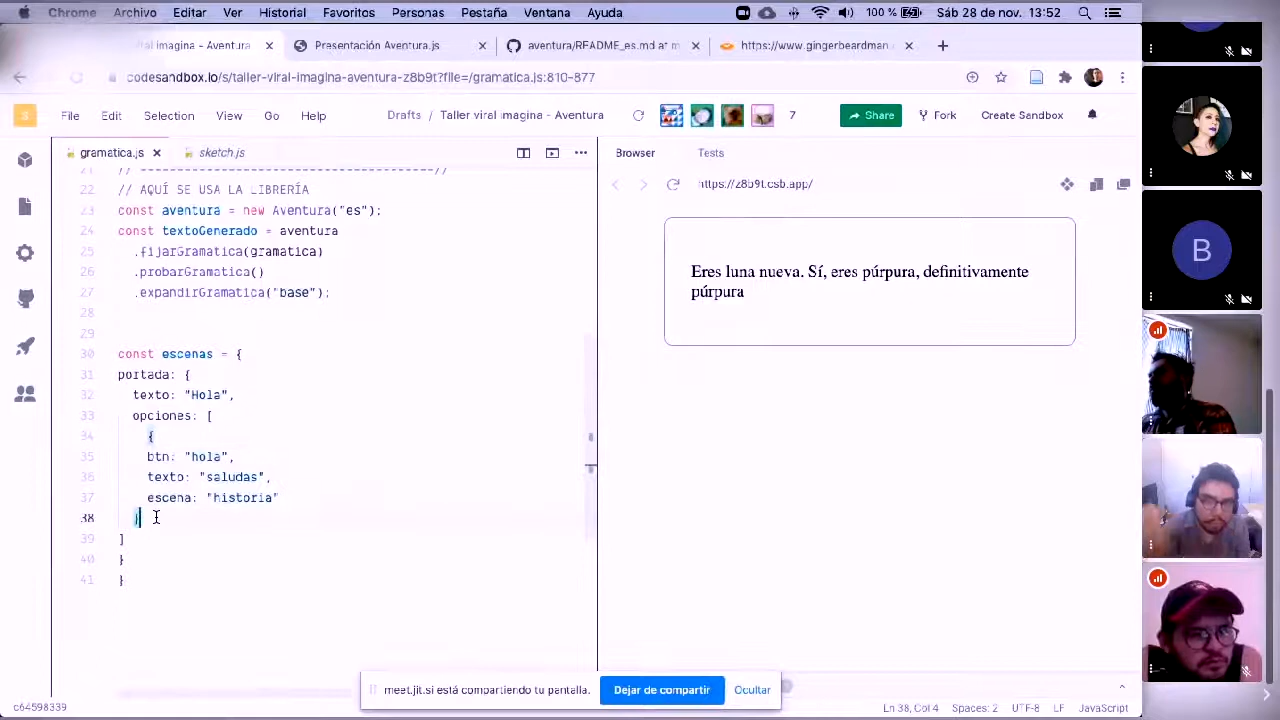 Archivo Editar Ver Historial Favoritos Personas Pestaña Ventana Ayuda 100 % Sáb 28 de nov. 13:52
imagina - Aventura Presentación Aventura.js aventura/README_es.md at m https://www.gingerbeardman.
codesandbox.io/s/taller-viral-imagina-aventura-z8b9t?file=/gramatica.js:810-877
S File Edit Selection View Go Help Drafts / Taller viral Imagina - Aventura 7 Share Fork Create Sandbox
gramatica.js sketch.js
Browser Tests
https://z8b9t.csb.app/
21 // ----------------------------------------//
22 // AQUÍ SE USA LA LIBRERÍA
23 const aventura = new Aventura("es");
24 const textoGenerado = aventura
25 .fijarGramatica(gramatica)
26 .probarGramatica()
27 .expandirGramatica("base");
28
29
30 const escenas = {
31 portada: {
32 texto: "Hola",
33 opciones: [
34 {
35 btn: "hola",
36 texto: "saludas",
37 escena: "historia"
38 }
39 ]
40 }
41 }
Eres luna nueva. Sí, eres púrpura, definitivamente
púrpura
B
meet.jit.si está compartiendo tu pantalla. Dejar de compartir Ocultar
c64598339 Ln 38, Col 4 Spaces: 2 UTF-8 LF JavaScript